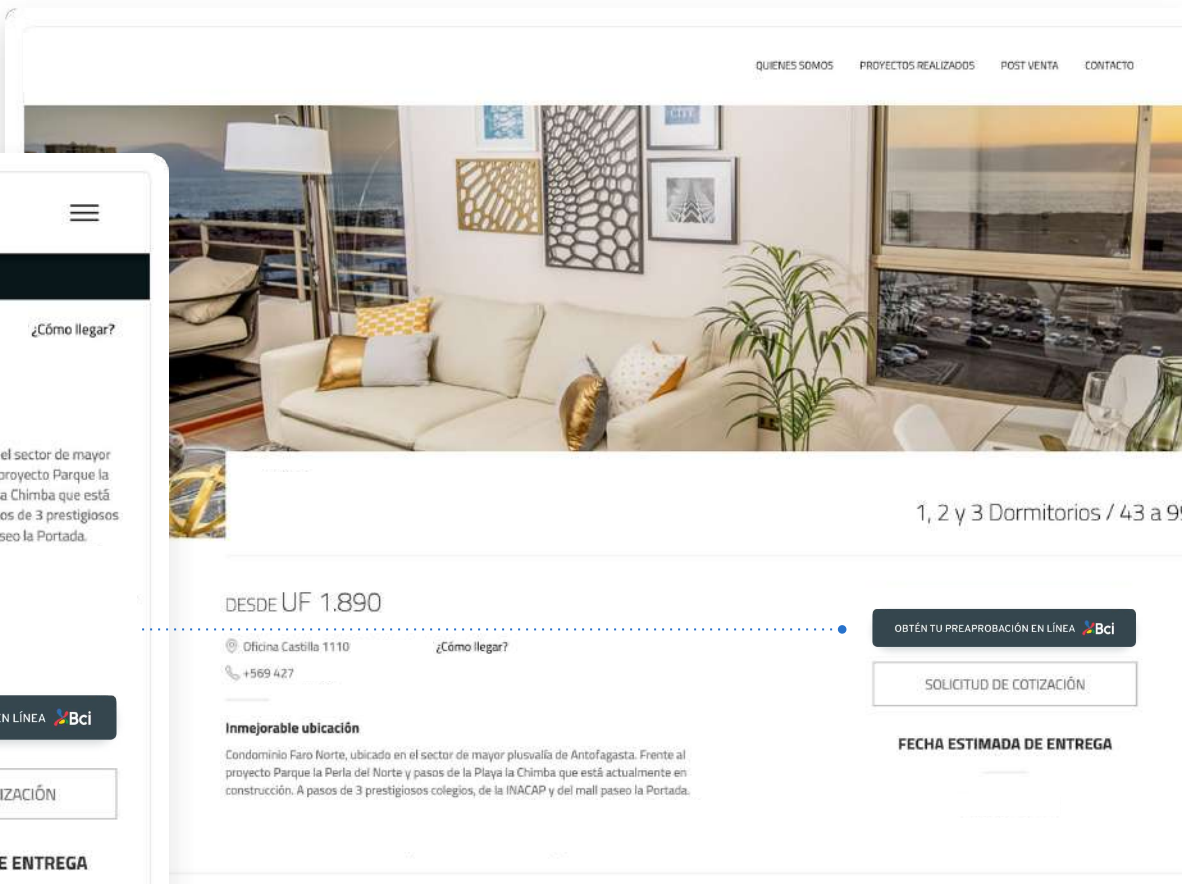 QUIENES SOMOS PROYECTOS REALIZADOS POST VENTA CONTACTO
CITY
1, 2 y 3 Dormitorios / 43 a 99
DESDE UF 1.890
Oficina Castilla 1110 ¿Cómo llegar?
+569 427
Inmejorable ubicación
Condominio Faro Norte, ubicado en el sector de mayor plusvalía de Antofagasta. Frente al
proyecto Parque la Perla del Norte y pasos de la Playa la Chimba que está actualmente en
construcción. A pasos de 3 prestigiosos colegios, de la INACAP y del mall paseo la Portada.
OBTÉN TU PREAPROBACIÓN EN LÍNEA Bci
SOLICITUD DE COTIZACIÓN
FECHA ESTIMADA DE ENTREGA
¿Cómo llegar?
el sector de mayor
proyecto Parque la
a Chimba que está
os de 3 prestigiosos
seo la Portada.
EN LÍNEA Bci
IZACIÓN
E ENTREGA